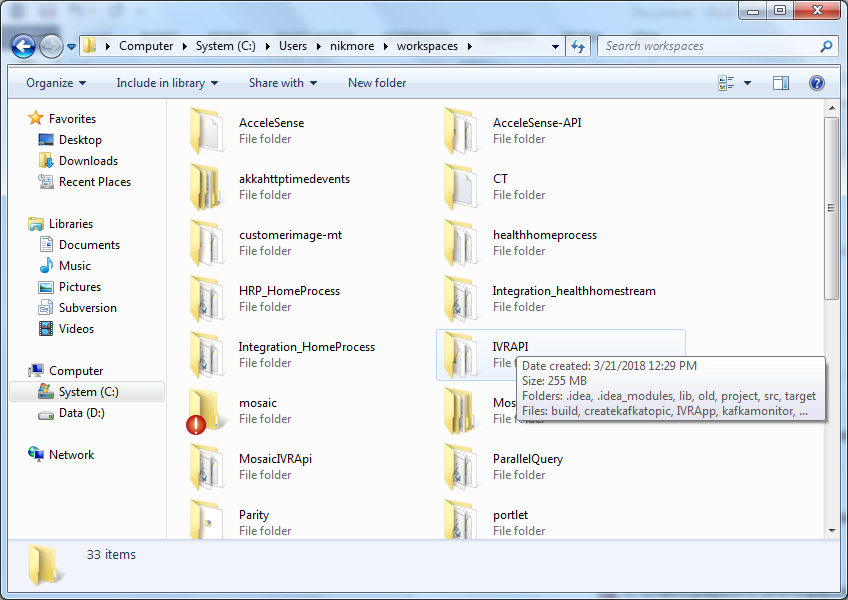 Computer System (C:) Users nikmore workspaces
Search workspaces
Organize Include in library Share with New folder
Favorites
Desktop
Downloads
Recent Places
Libraries
Documents
Music
Pictures
Subversion
Videos
Computer
System (C:)
Data (D:)
Network
AcceleSense
File folder
AcceleSense-API
File folder
akkahttptimedevents
File folder
CT
File folder
customerimage-mt
File folder
healthhomeprocess
File folder
HRP_HomeProcess
File folder
Integration_healthhomestream
File folder
Integration_HomeProcess
File folder
IVRAPI
File
Date created: 3/21/2018 12:29 PM
Size: 255 MB
Folders: .idea, .idea_modules, lib, old, project, src, target
Files: build, createkafkatopic, IVRApp, kafkamonitor, ...
mosaic
File folder
Mos
File folder
MosaicIVRApi
File folder
ParallelQuery
File folder
Parity
File folder
portlet
File folder
33 items